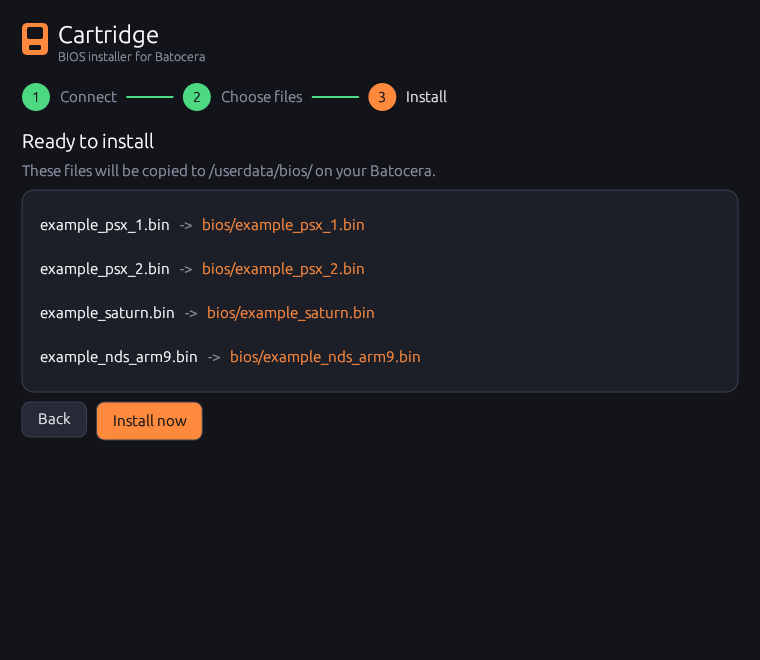 Cartridge
BIOS installer for Batocera
1 Connect 2 Choose files 3 Install
Ready to install
These files will be copied to /userdata/bios/ on your Batocera.
example_psx_1.bin -> bios/example_psx_1.bin
example_psx_2.bin -> bios/example_psx_2.bin
example_saturn.bin -> bios/example_saturn.bin
example_nds_arm9.bin -> bios/example_nds_arm9.bin
Back Install now